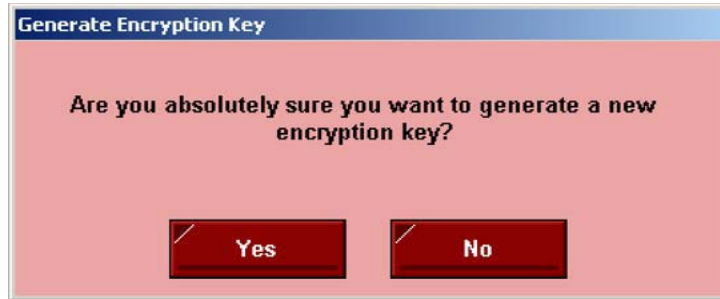 Generate Encryption Key
Are you absolutely sure you want to generate a new
encryption key?
Yes
No